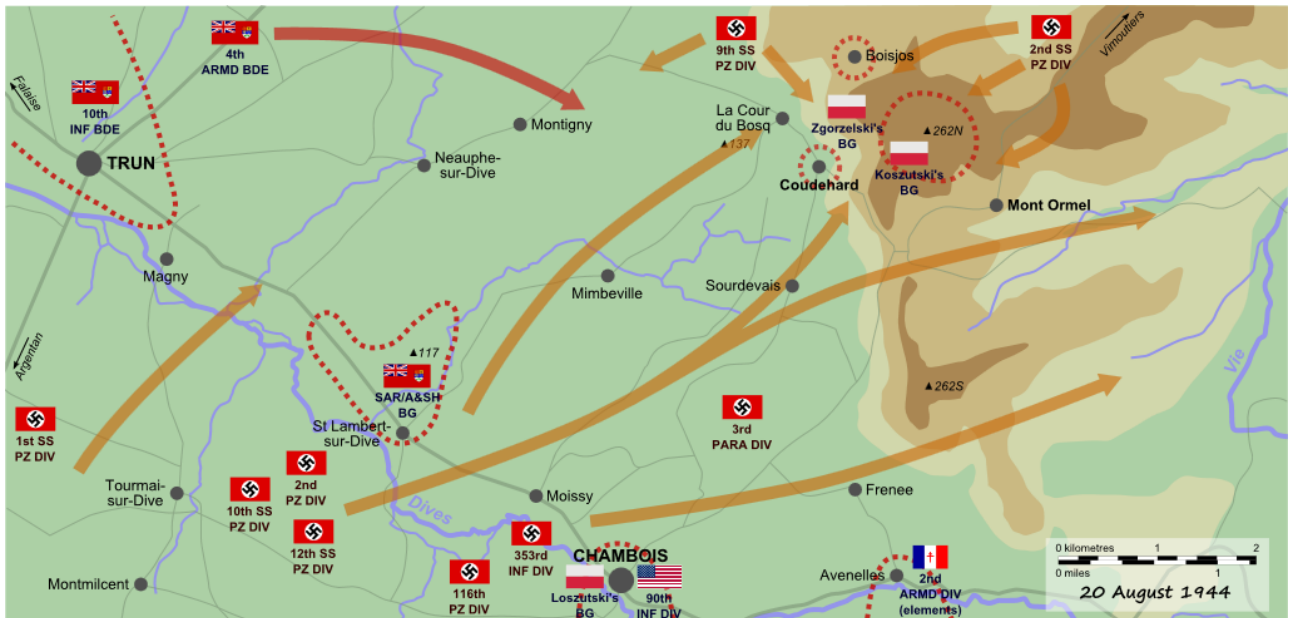 4th
ARMD BDE
9th SS
PZ DIV
2nd SS
PZ DIV
Vimoutiers
Boisjos
Falaise
10th
INF BDE
TRUN
Montigny
La Cour
du Bosq
137
Zgorzelski's
BG
262N
Koszutski's
BG
Neauphe-
sur-Dive
Coudehard
Mont Ormel
Magny
Mimbeville
Sourdevais
Argentan
117
SAR/A&SH
BG
St Lambert-
sur-Dive
262S
Vie
1st SS
PZ DIV
3rd
PARA DIV
2nd
PZ DIV
Tournai-
sur-Dive
10th SS
PZ DIV
12th SS
PZ DIV
Moissy
Frenee
Dives
353rd
INF DIV
CHAMBOIS
116th
PZ DIV
Loszutski's
BG
90th
INF DIV
Montmilcent
Avenelles
2nd
ARMD DIV
(elements)
0 kilometres 1 2
0 miles 1
20 August 1944